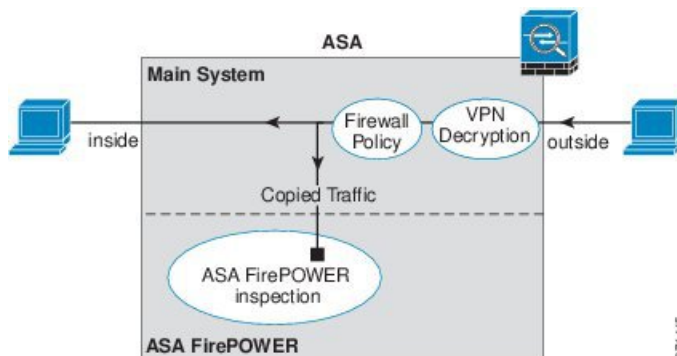 ASA
Main System
inside
Firewall
Policy
VPN
Decryption
outside
Copied Traffic
ASA FirePOWER
inspection
ASA FirePOWER